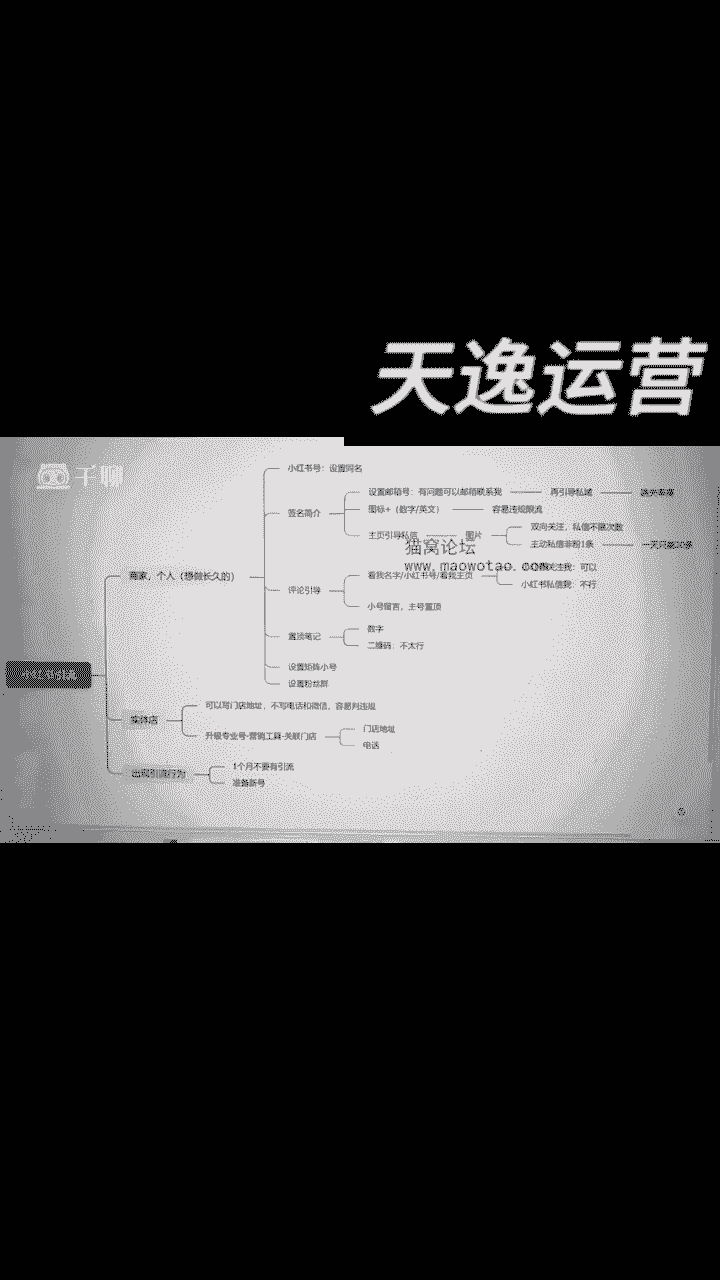 天逸运营
千聊
小红书引流
商家，个人（想做长久的）
小红书号：设置同名
签名简介
设置邮箱号：有问题可以邮箱联系我
再引导私域
图标+（数字/英文）
容易违规限流
主页引导私信
图片
双向关注，私信不限次数
主动私信非粉1条
一天只能20条
猫窝论坛
www.maowotao.com
评论引导
看我名字/小红书号/看我主页
关注我：可以
小红书私信我：不行
小号留言，主号置顶
置顶笔记
数字
二维码：不太行
设置矩阵小号
设置粉丝群
实体店
可以写门店地址，不写电话和微信，容易判违规
升级专业号-营销工具-关联门店
门店地址
电话
出现引流行为
1个月不要有引流
准备新号